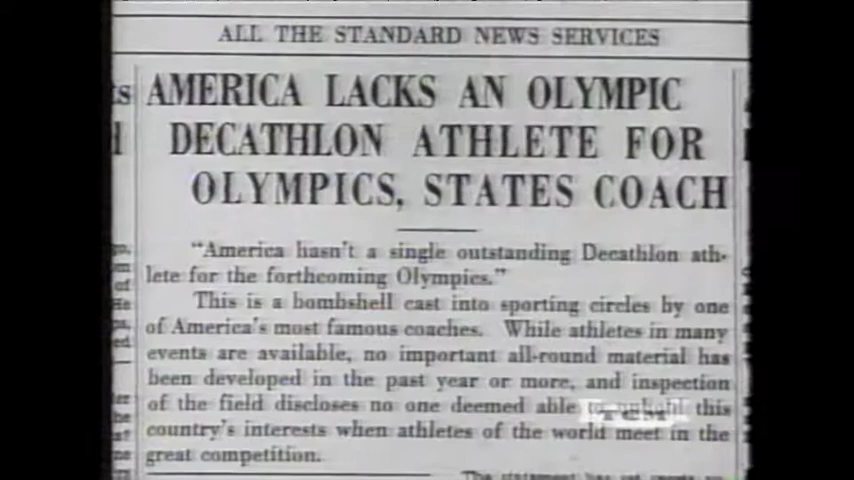 ALL THE STANDARD NEWS SERVICES
AMERICA LACKS AN OLYMPIC
DECATHLON ATHLETE FOR
OLYMPICS, STATES COACH
"America hasn't a single outstanding Decathlon ath-
lete for the forthcoming Olympics."
This is a bombshell cast into sporting circles by one
of America's most famous coaches. While athletes in many
events are available, no important all-round material has
been developed in the past year or more, and inspection
of the field discloses no one deemed able to uphold this
country's interests when athletes of the world meet in the
great competition.
TCM
of
He